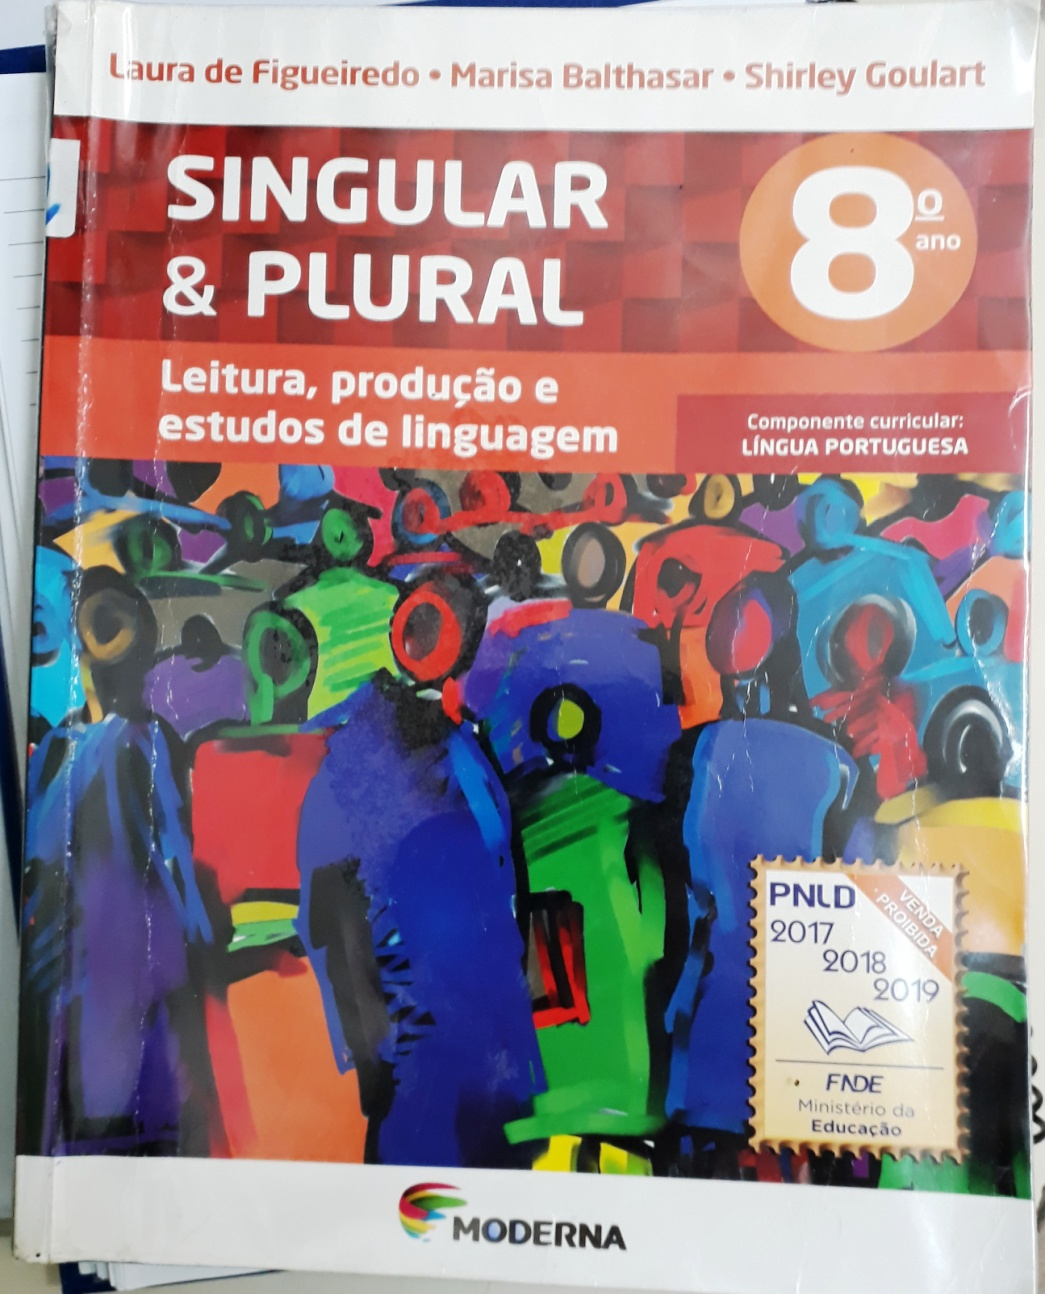 Laura de Figueiredo • Marisa Balthasar • Shirley Goulart
SINGULAR
& PLURAL
8º
ano
Leitura, produção e
estudos de linguagem
Componente curricular:
LÍNGUA PORTUGUESA
PNLD
VENDA
PROIBIDA
2017
2018
2019
FNDE
Ministério da
Educação
MODERNA